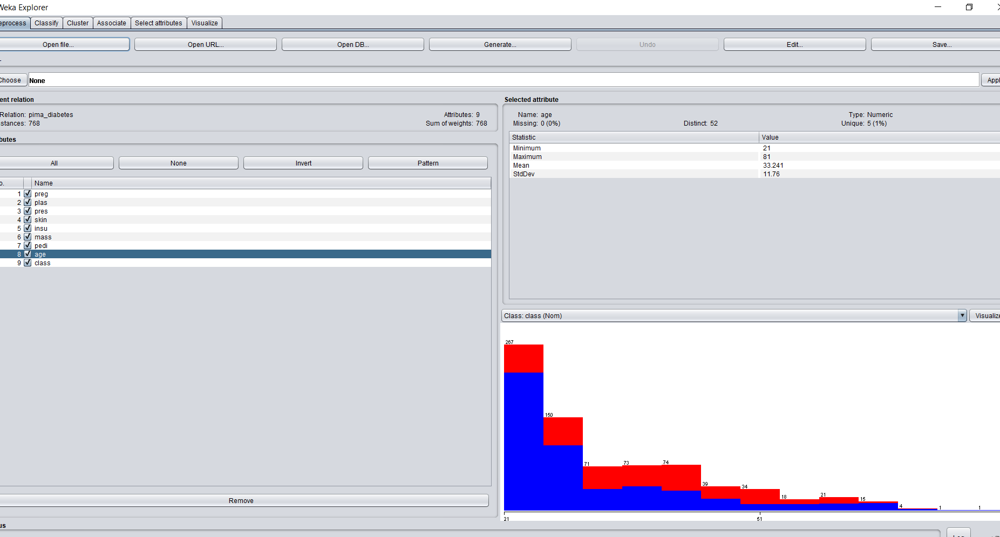 Weka Explorer
eprocess Classify Cluster Associate Select attributes Visualize
Open file... Open URL... Open DB... Generate... Undo Edit... Save...
Choose None Appl
ent relation
Relation: pima_diabetes Attributes: 9
stances: 768 Sum of weights: 768
butes
All None Invert Pattern
o. Name
1 preg
2 plas
3 pres
4 skin
5 insu
6 mass
7 pedi
8 age
9 class
Remove
us
Selected attribute
Name: age Type: Numeric
Missing: 0 (0%) Distinct: 52 Unique: 5 (1%)
Statistic Value
Minimum 21
Maximum 81
Mean 33.241
StdDev 11.76
Class: class (Nom) Visualize
267
150
71 73 74
39 34
18 21 15
4 1 1
21 51